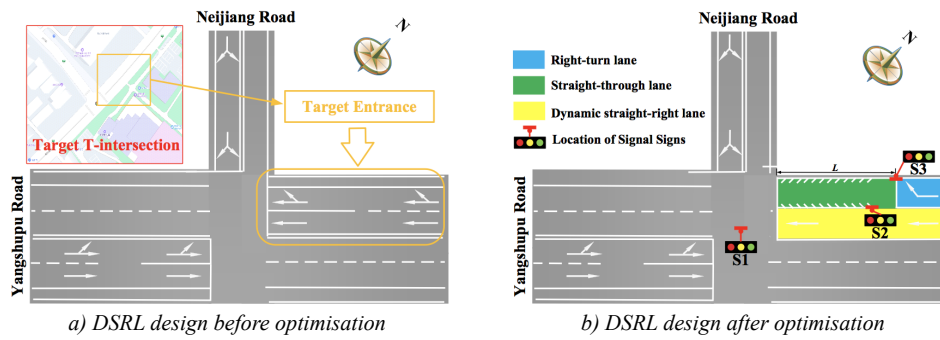 Neijiang Road
N
Target Entrance
Target T-intersection
Yangshupu Road
a) DSRL design before optimisation
Neijiang Road
N
Right-turn lane
Straight-through lane
Dynamic straight-right lane
Location of Signal Signs
L
S3
S2
S1
Yangshupu Road
b) DSRL design after optimisation